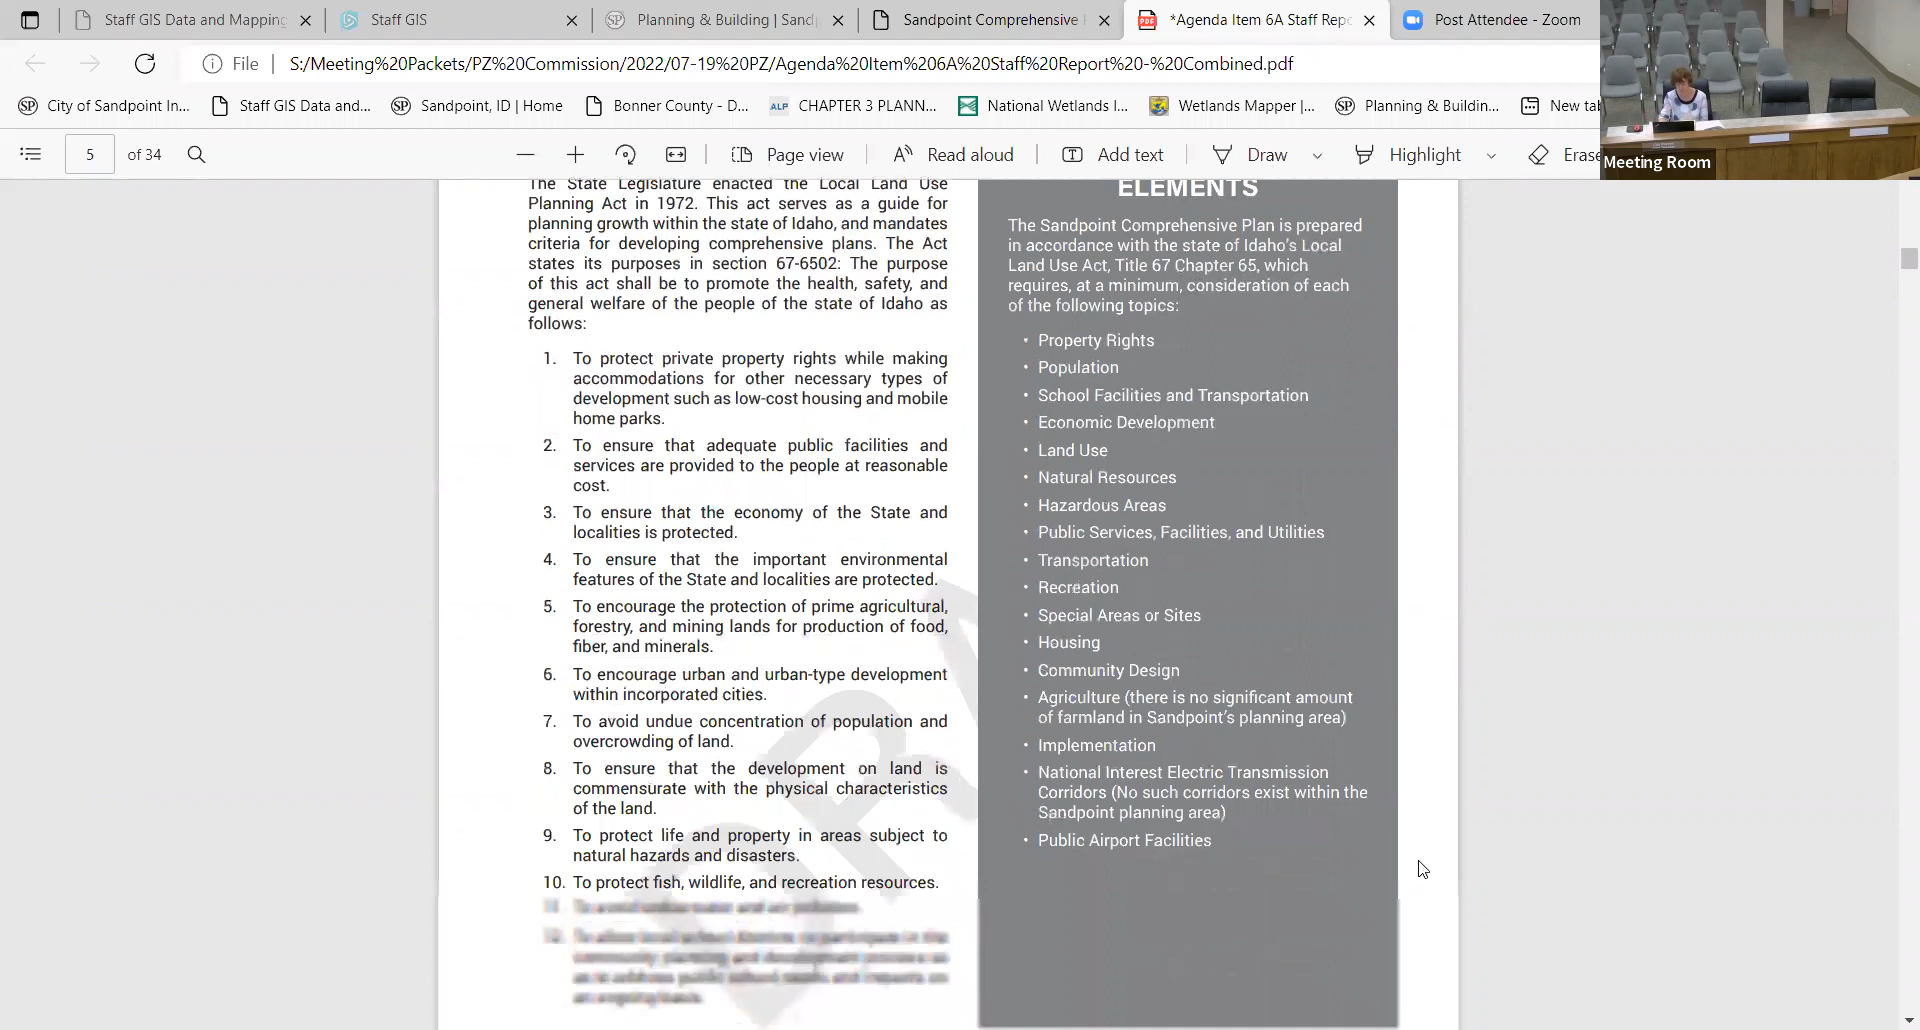 Staff GIS Data and Mapping
Staff GIS
Planning & Building | Sand
Sandpoint Comprehensive
*Agenda Item 6A Staff Repo
Post Attendee - Zoom
File S:/Meeting%20Packets/PZ%20Commission/2022/07-19%20PZ/Agenda%20Item%206A%20Staff%20Report%20-%20Combined.pdf
City of Sandpoint In...
Staff GIS Data and...
Sandpoint, ID | Home
Bonner County - D...
ALP CHAPTER 3 PLANN...
National Wetlands I...
Wetlands Mapper |...
Planning & Buildin...
New tab
Meeting Room
5 of 34
Page view
Read aloud
Add text
Draw
Highlight
Erase
The State Legislature enacted the Local Land Use
Planning Act in 1972. This act serves as a guide for
planning growth within the state of Idaho, and mandates
criteria for developing comprehensive plans. The Act
states its purposes in section 67-6502: The purpose
of this act shall be to promote the health, safety, and
general welfare of the people of the state of Idaho as
follows:
1. To protect private property rights while making
accommodations for other necessary types of
development such as low-cost housing and mobile
home parks.
2. To ensure that adequate public facilities and
services are provided to the people at reasonable
cost.
3. To ensure that the economy of the State and
localities is protected.
4. To ensure that the important environmental
features of the State and localities are protected.
5. To encourage the protection of prime agricultural,
forestry, and mining lands for production of food,
fiber, and minerals.
6. To encourage urban and urban-type development
within incorporated cities.
7. To avoid undue concentration of population and
overcrowding of land.
8. To ensure that the development on land is
commensurate with the physical characteristics
of the land.
9. To protect life and property in areas subject to
natural hazards and disasters.
10. To protect fish, wildlife, and recreation resources.
ELEMENTS
The Sandpoint Comprehensive Plan is prepared
in accordance with the state of Idaho's Local
Land Use Act, Title 67 Chapter 65, which
requires, at a minimum, consideration of each
of the following topics:
• Property Rights
• Population
• School Facilities and Transportation
• Economic Development
• Land Use
• Natural Resources
• Hazardous Areas
• Public Services, Facilities, and Utilities
• Transportation
• Recreation
• Special Areas or Sites
• Housing
• Community Design
• Agriculture (there is no significant amount
of farmland in Sandpoint's planning area)
• Implementation
• National Interest Electric Transmission
Corridors (No such corridors exist within the
Sandpoint planning area)
• Public Airport Facilities